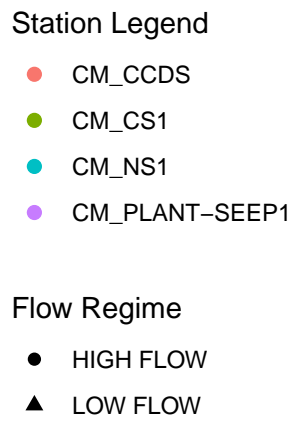 Station Legend
CM_CCDS
CM_CS1
CM_NS1
CM_PLANT−SEEP1
Flow Regime
HIGH FLOW
LOW FLOW